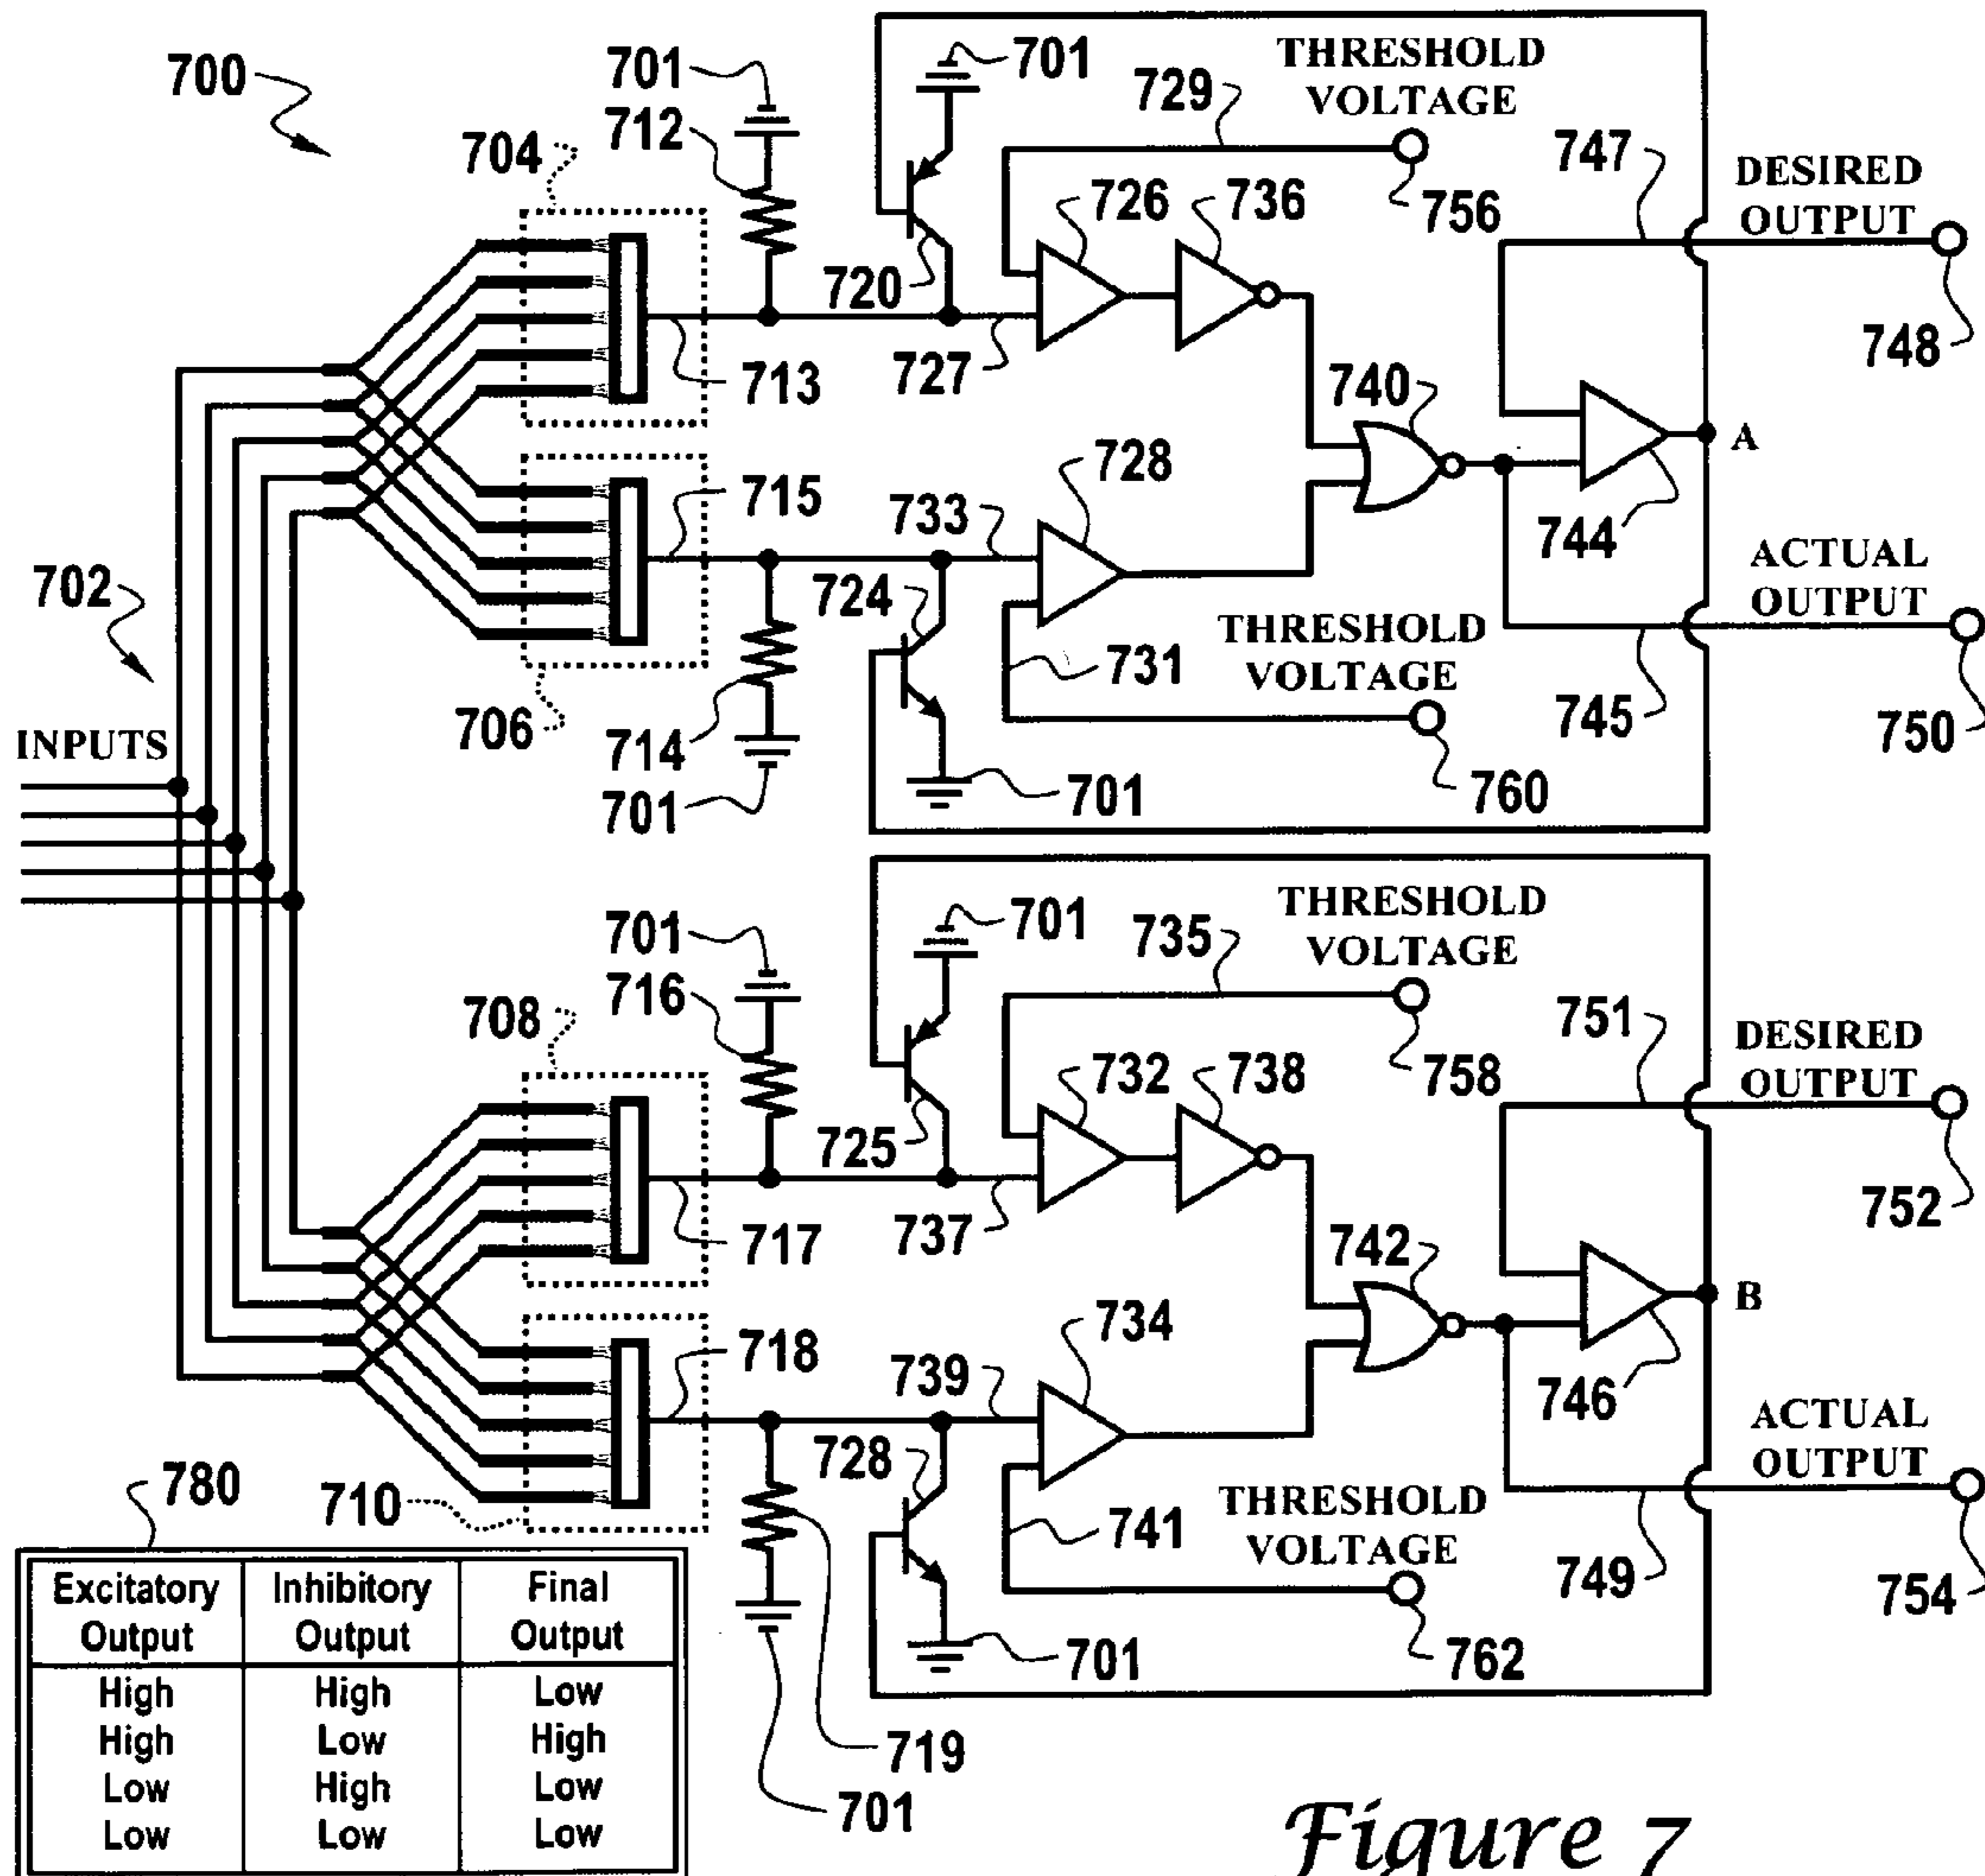 700
701
712
704
701
THRESHOLD
VOLTAGE
729
747
DESIRED
OUTPUT
726
736
756
720
748
713
727
740
A
728
715
733
744
702
724
ACTUAL
OUTPUT
THRESHOLD
VOLTAGE
731
706
714
745
750
INPUTS
701
701
760
701
701
THRESHOLD
VOLTAGE
735
716
708
751
DESIRED
OUTPUT
732
738
758
725
752
717
737
742
B
734
718
739
746
728
ACTUAL
OUTPUT
780
710
THRESHOLD
VOLTAGE
741
749
754
Excitatory Output
Inhibitory Output
Final Output
High High Low
High Low High
Low High Low
Low Low Low
701
762
719
701
Figure 7